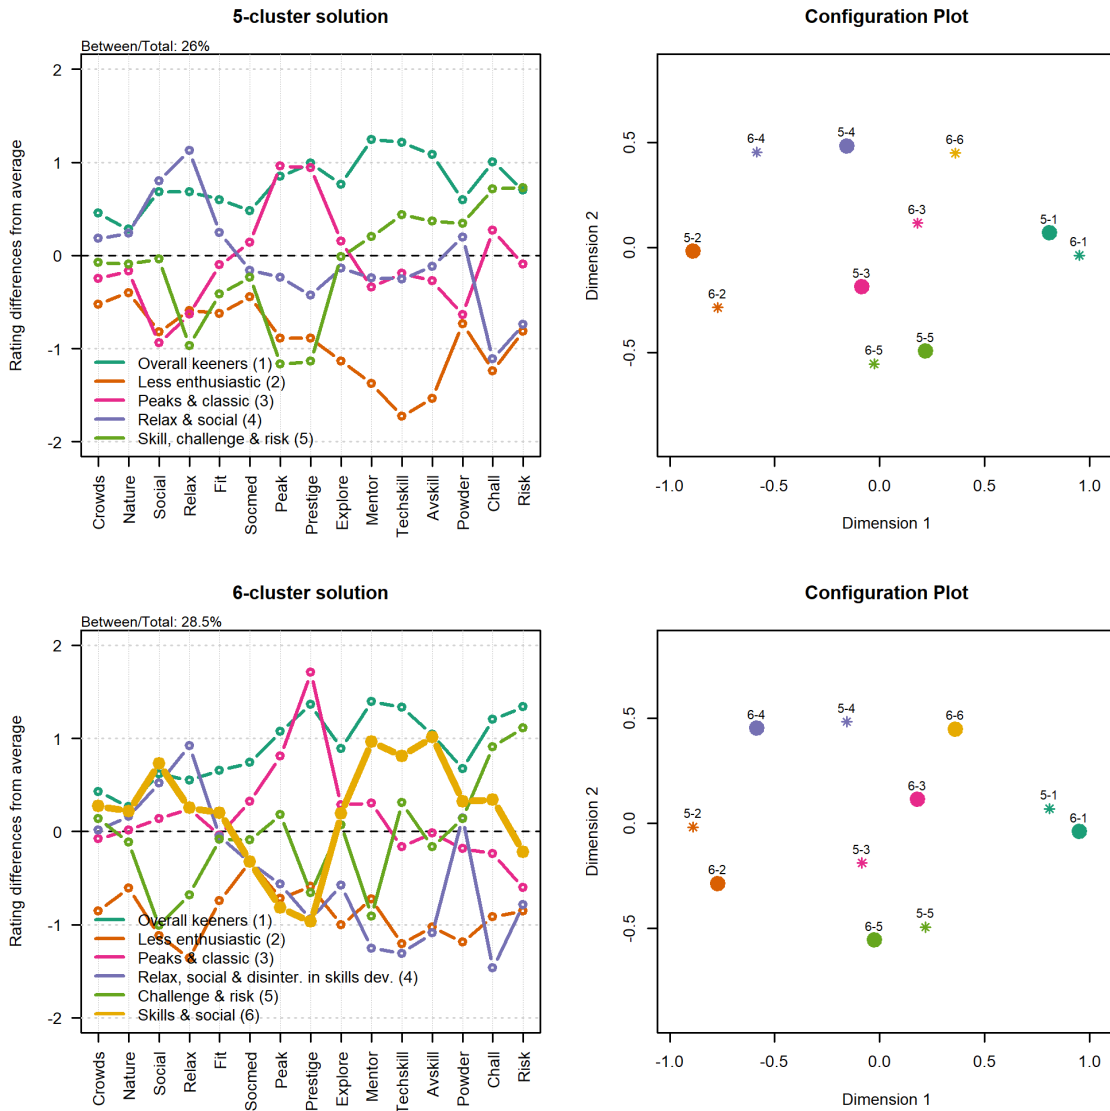 5-cluster solution
Between/Total: 26%
Rating differences from average
2
1
0
-1
-2
Overall keeners (1)
Less enthusiastic (2)
Peaks & classic (3)
Relax & social (4)
Skill, challenge & risk (5)
Crowds
Nature
Social
Relax
Fit
Socmed
Peak
Prestige
Explore
Mentor
Techskill
Avskill
Powder
Chall
Risk
Configuration Plot
Dimension 2
0.5
0.0
-0.5
6-4
5-4
6-6
6-3
5-1
6-1
5-2
5-3
6-2
6-5
5-5
-1.0
-0.5
0.0
0.5
1.0
Dimension 1
6-cluster solution
Between/Total: 28.5%
Rating differences from average
2
1
0
-1
-2
Overall keeners (1)
Less enthusiastic (2)
Peaks & classic (3)
Relax, social & disinter. in skills dev. (4)
Challenge & risk (5)
Skills & social (6)
Crowds
Nature
Social
Relax
Fit
Socmed
Peak
Prestige
Explore
Mentor
Techskill
Avskill
Powder
Chall
Risk
Configuration Plot
Dimension 2
0.5
0.0
-0.5
6-4
5-4
6-6
6-3
5-1
6-1
5-2
5-3
6-2
6-5
5-5
-1.0
-0.5
0.0
0.5
1.0
Dimension 1